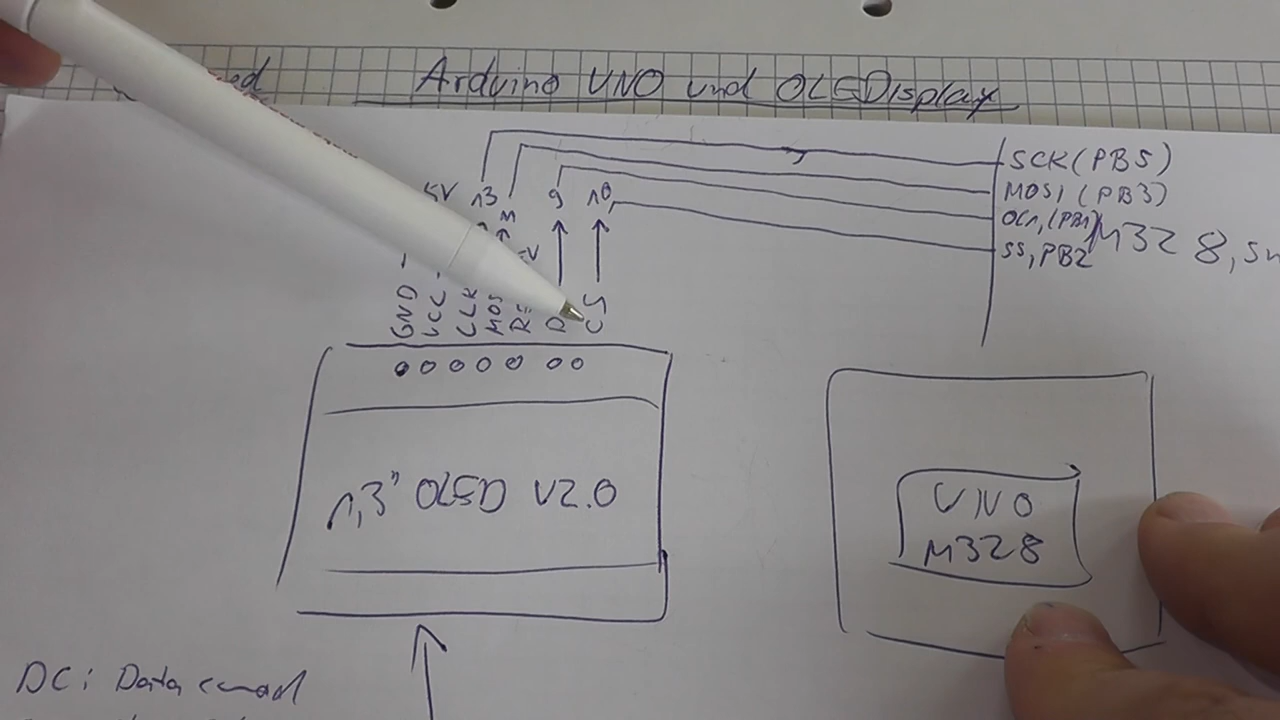 Arduino UNO und OLEDisplay
SCK (PB5)
MOSI (PB3)
OC1, (PB1)
SS, PB2
M328,
5V 13 9 10
GND
VCC
CLK
MOS
CS
1,3" OLED V2.0
UNO
M328
DC: Data